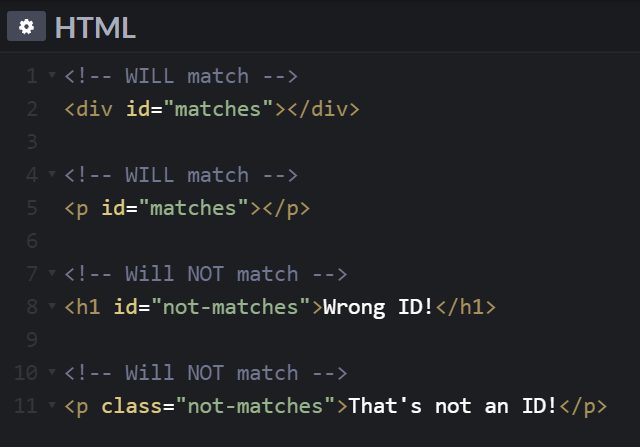 HTML
1 <!-- WILL match -->
2 <div id="matches"></div>
3
4 <!-- WILL match -->
5 <p id="matches"></p>
6
7 <!-- Will NOT match -->
8 <h1 id="not-matches">Wrong ID!</h1>
9
10 <!-- Will NOT match -->
11 <p class="not-matches">That's not an ID!</p>